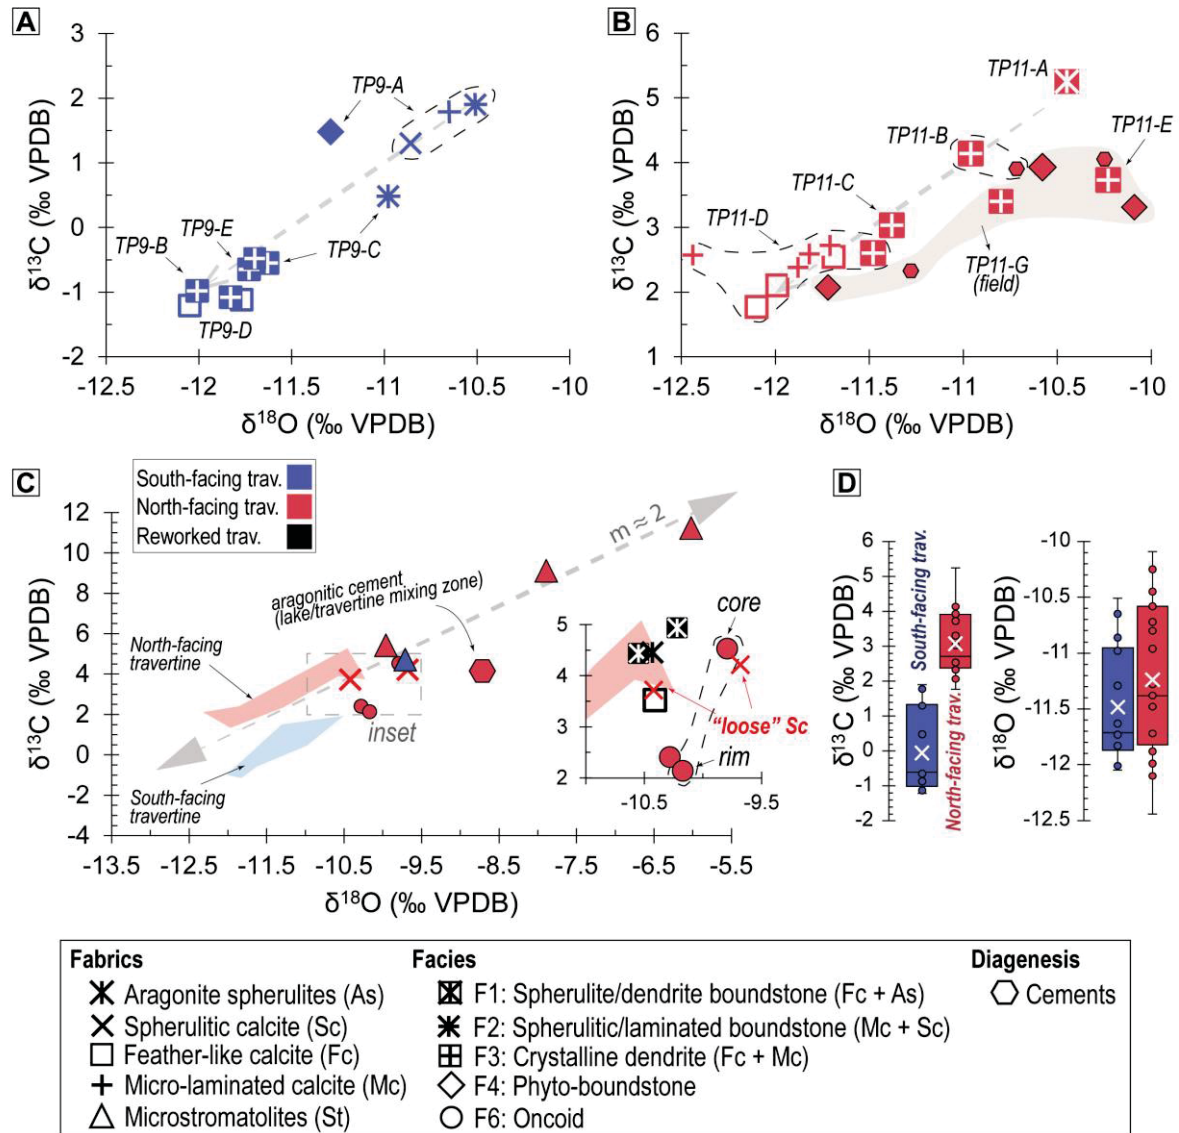 A
3
2
1
0
-1
-2
δ13C (‰ VPDB)
TP9-A
TP9-E
TP9-B
TP9-C
TP9-D
-12.5 -12 -11.5 -11 -10.5 -10
δ18O (‰ VPDB)
B
6
5
4
3
2
1
δ13C (‰ VPDB)
TP11-A
TP11-B
TP11-E
TP11-C
TP11-D
TP11-G
(field)
-12.5 -12 -11.5 -11 -10.5 -10
δ18O (‰ VPDB)
C
South-facing trav.
North-facing trav.
Reworked trav.
12
10
8
6
4
2
0
-2
-4
δ13C (‰ VPDB)
m ≈ 2
aragonitic cement
(lake/travertine mixing zone)
North-facing
travertine
South-facing
travertine
inset
5
4
3
2
core
"loose" Sc
rim
-10.5 -9.5
-13.5 -12.5 -11.5 -10.5 -9.5 -8.5 -7.5 -6.5 -5.5
δ18O (‰ VPDB)
D
6
5
4
3
2
1
0
-1
-2
δ13C (‰ VPDB)
South-facing trav.
North-facing trav.
-10
-10.5
-11
-11.5
-12
-12.5
δ18O (‰ VPDB)
Fabrics
Aragonite spherulites (As)
Spherulitic calcite (Sc)
Feather-like calcite (Fc)
Micro-laminated calcite (Mc)
Microstromatolites (St)
Facies
F1: Spherulite/dendrite boundstone (Fc + As)
F2: Spherulitic/laminated boundstone (Mc + Sc)
F3: Crystalline dendrite (Fc + Mc)
F4: Phyto-boundstone
F6: Oncoid
Diagenesis
Cements